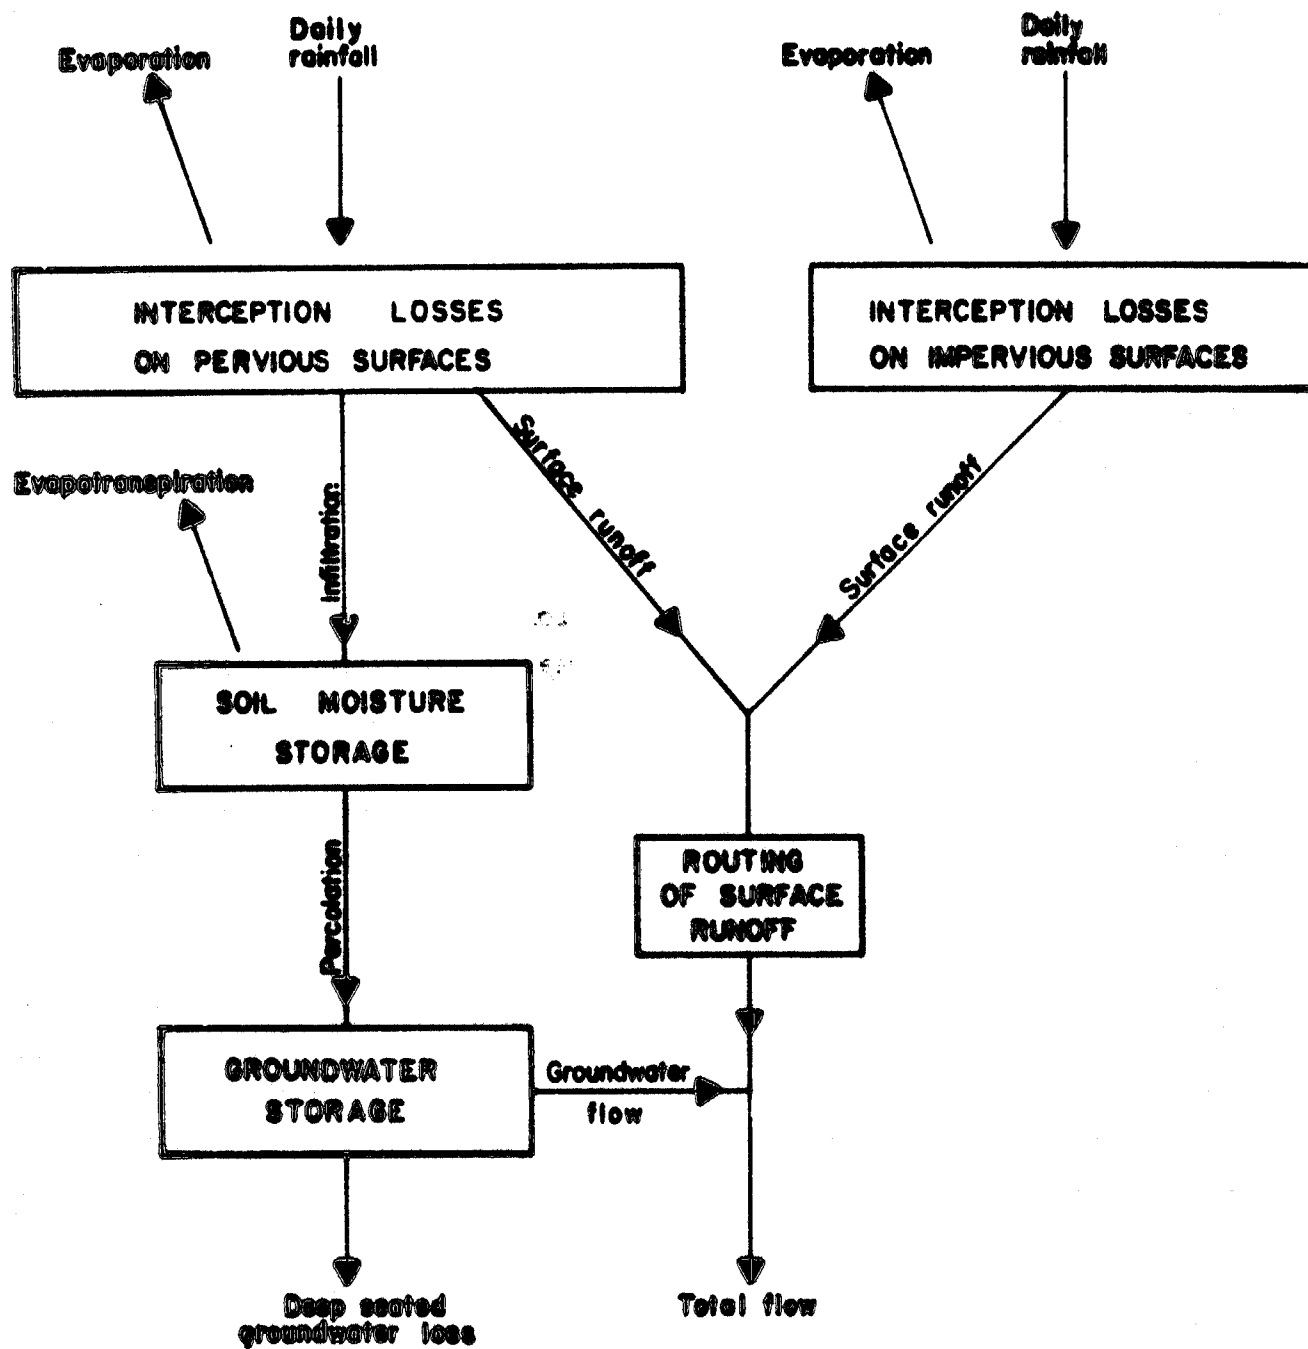 Evaporation
Daily
rainfall
Evaporation
Daily
rainfall
INTERCEPTION LOSSES
ON PERVIOUS SURFACES
INTERCEPTION LOSSES
ON IMPERVIOUS SURFACES
Evapotranspiration
Infiltration
Surface runoff
Surface runoff
SOIL MOISTURE
STORAGE
Percolation
ROUTING
OF SURFACE
RUNOFF
GROUNDWATER
STORAGE
Groundwater
flow
Deep seated
groundwater loss
Total flow